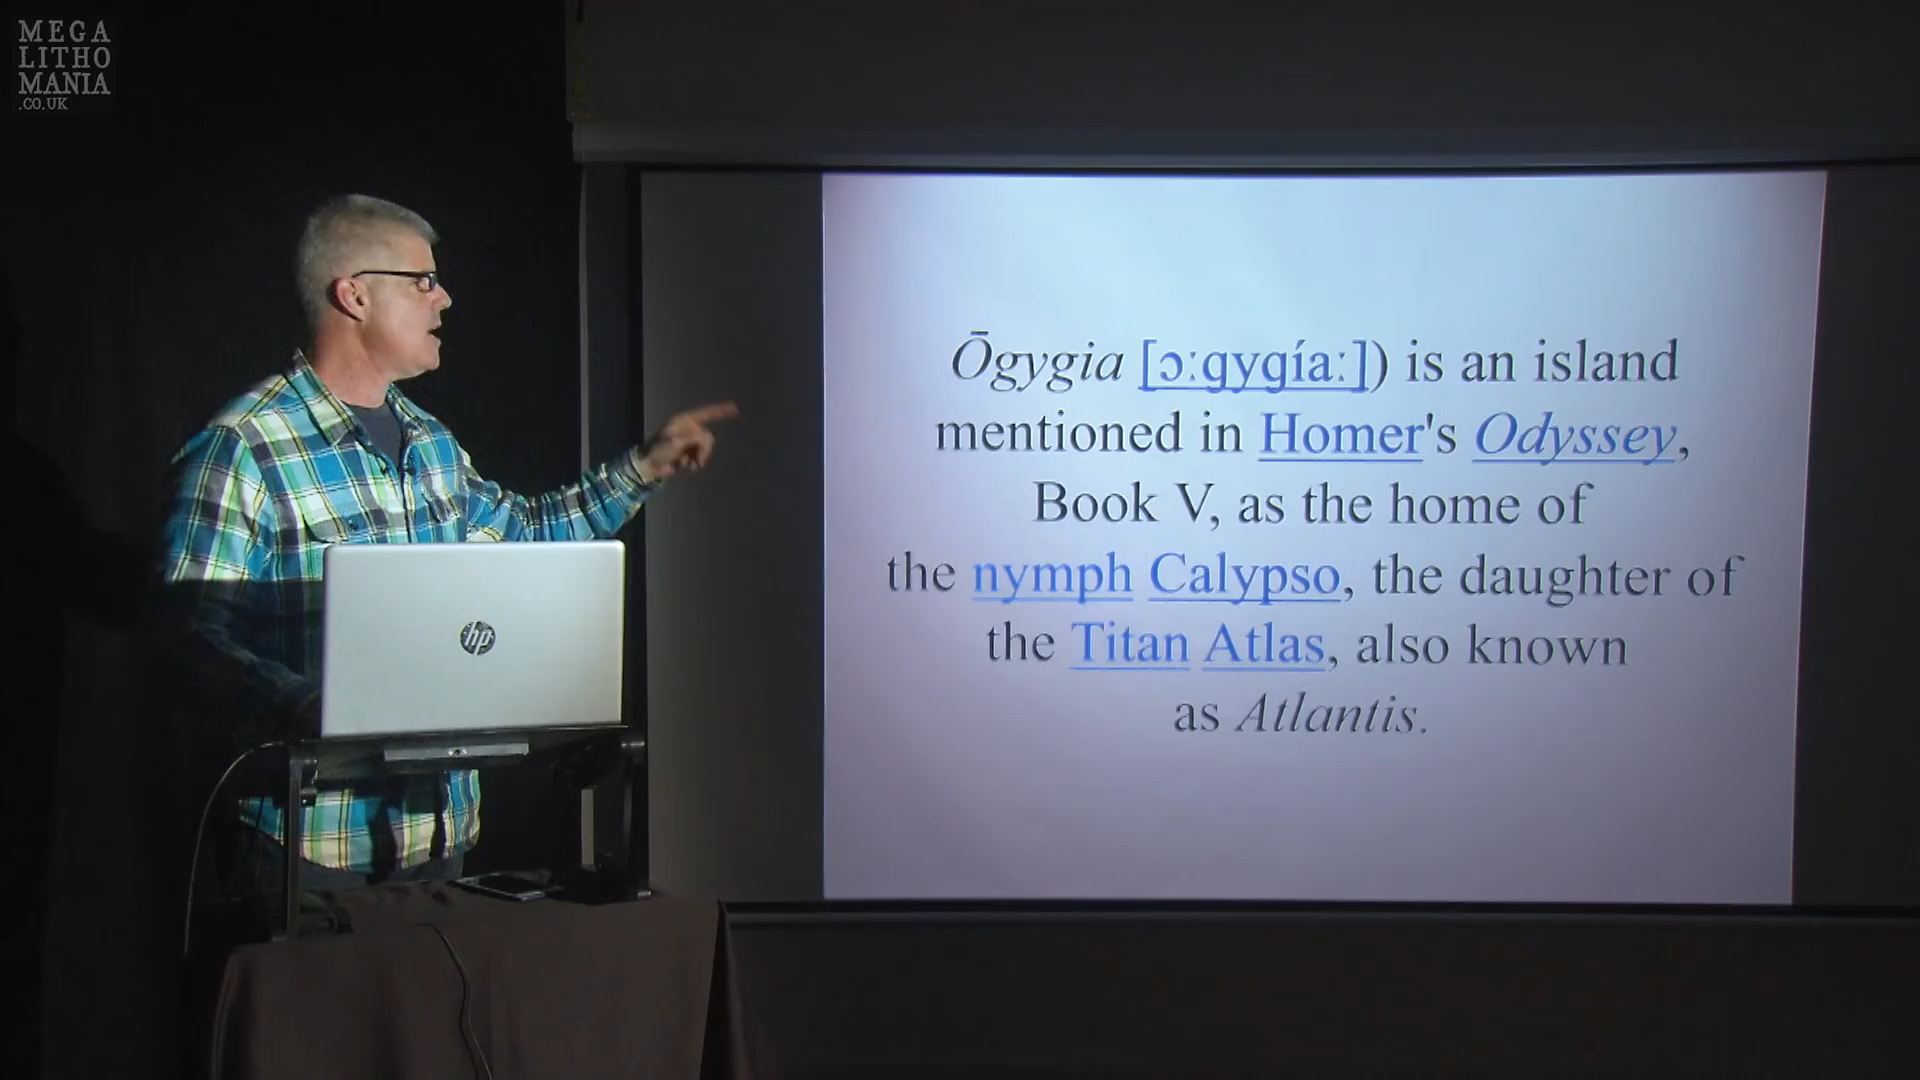 MEGA
LITHO
MANIA
.CO.UK
Ōgygia [ɔːgygíaː]) is an island
mentioned in Homer's Odyssey,
Book V, as the home of
the nymph Calypso, the daughter of
the Titan Atlas, also known
as Atlantis.
hp